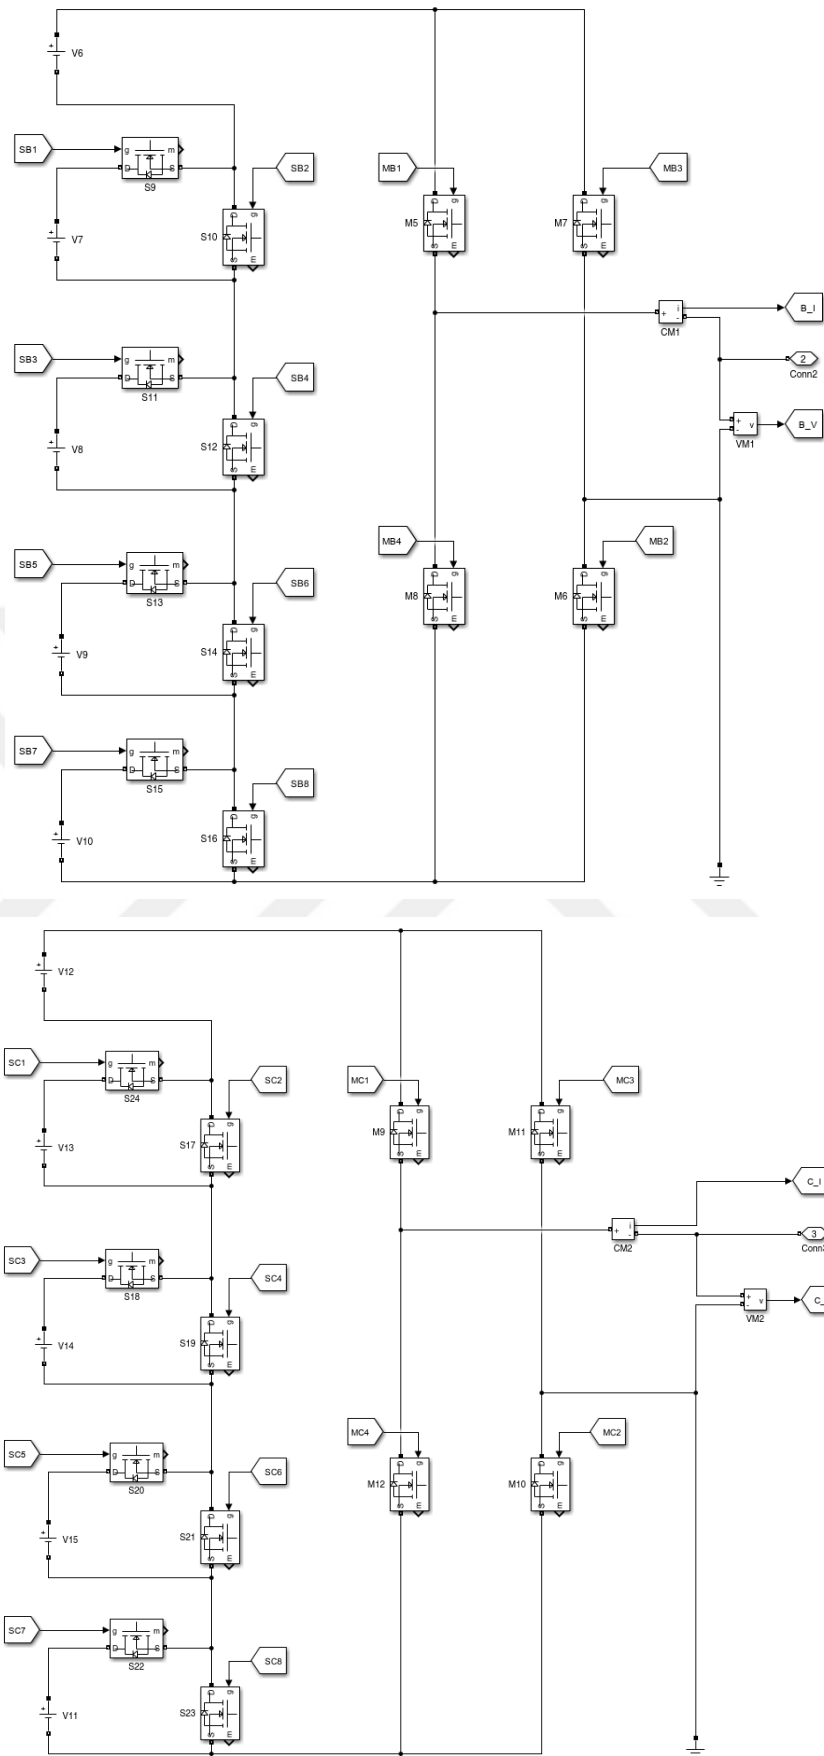 V6
SB1
g
m
D
S
S9
SB2
MB1
MB3
V7
S10
D
g
S
m
M5
D
g
S
m
M7
D
g
S
m
CM1
+
i
-
B_I
2
Conn2
SB3
g
m
D
S
S11
SB4
V8
S12
D
g
S
m
VM1
+
-
v
B_V
SB5
g
m
D
S
S13
SB6
MB4
MB2
V9
S14
D
g
S
m
M8
D
g
S
m
M6
D
g
S
m
SB7
g
m
D
S
S15
SB8
V10
S16
D
g
S
m
V12
SC1
g
m
D
S
S24
SC2
MC1
MC3
V13
S17
D
g
S
m
M9
D
g
S
m
M11
D
g
S
m
C_I
CM2
+
i
-
3
SC3
g
m
D
S
S18
SC4
V14
S19
D
g
S
m
VM2
+
-
v
SC5
g
m
D
S
S20
SC6
MC4
MC2
V15
S21
D
g
S
m
M12
D
g
S
m
M10
D
g
S
m
SC7
g
m
D
S
S22
SC8
V11
S23
D
g
S
m